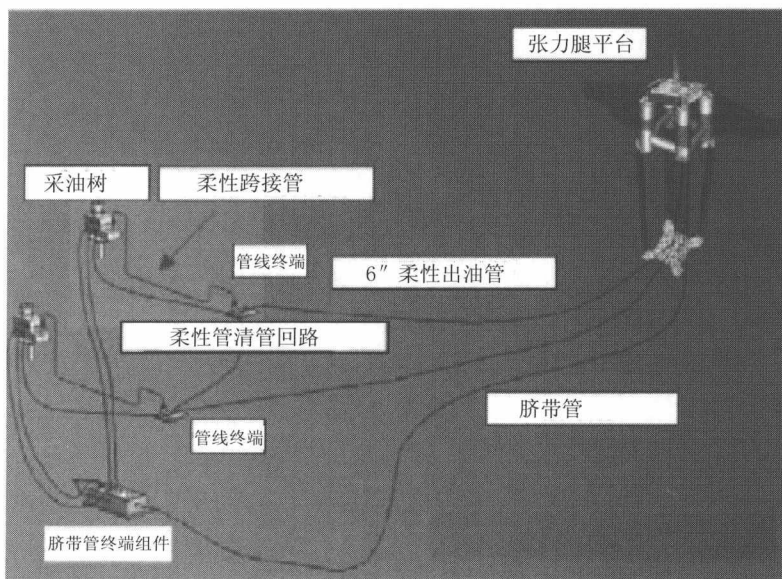 张力腿平台
采油树
柔性跨接管
管线终端
6″柔性出油管
柔性管清管回路
脐带管
管线终端
脐带管终端组件